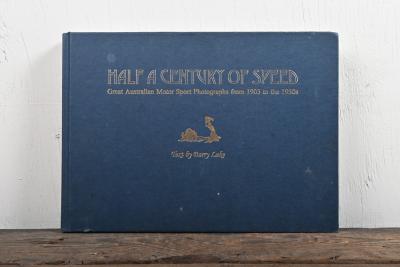 HALF A CENTURY OF SPEED
Great Australian Motor Sport Photographs from 1903 to the 1950s
Text by Barry Lake